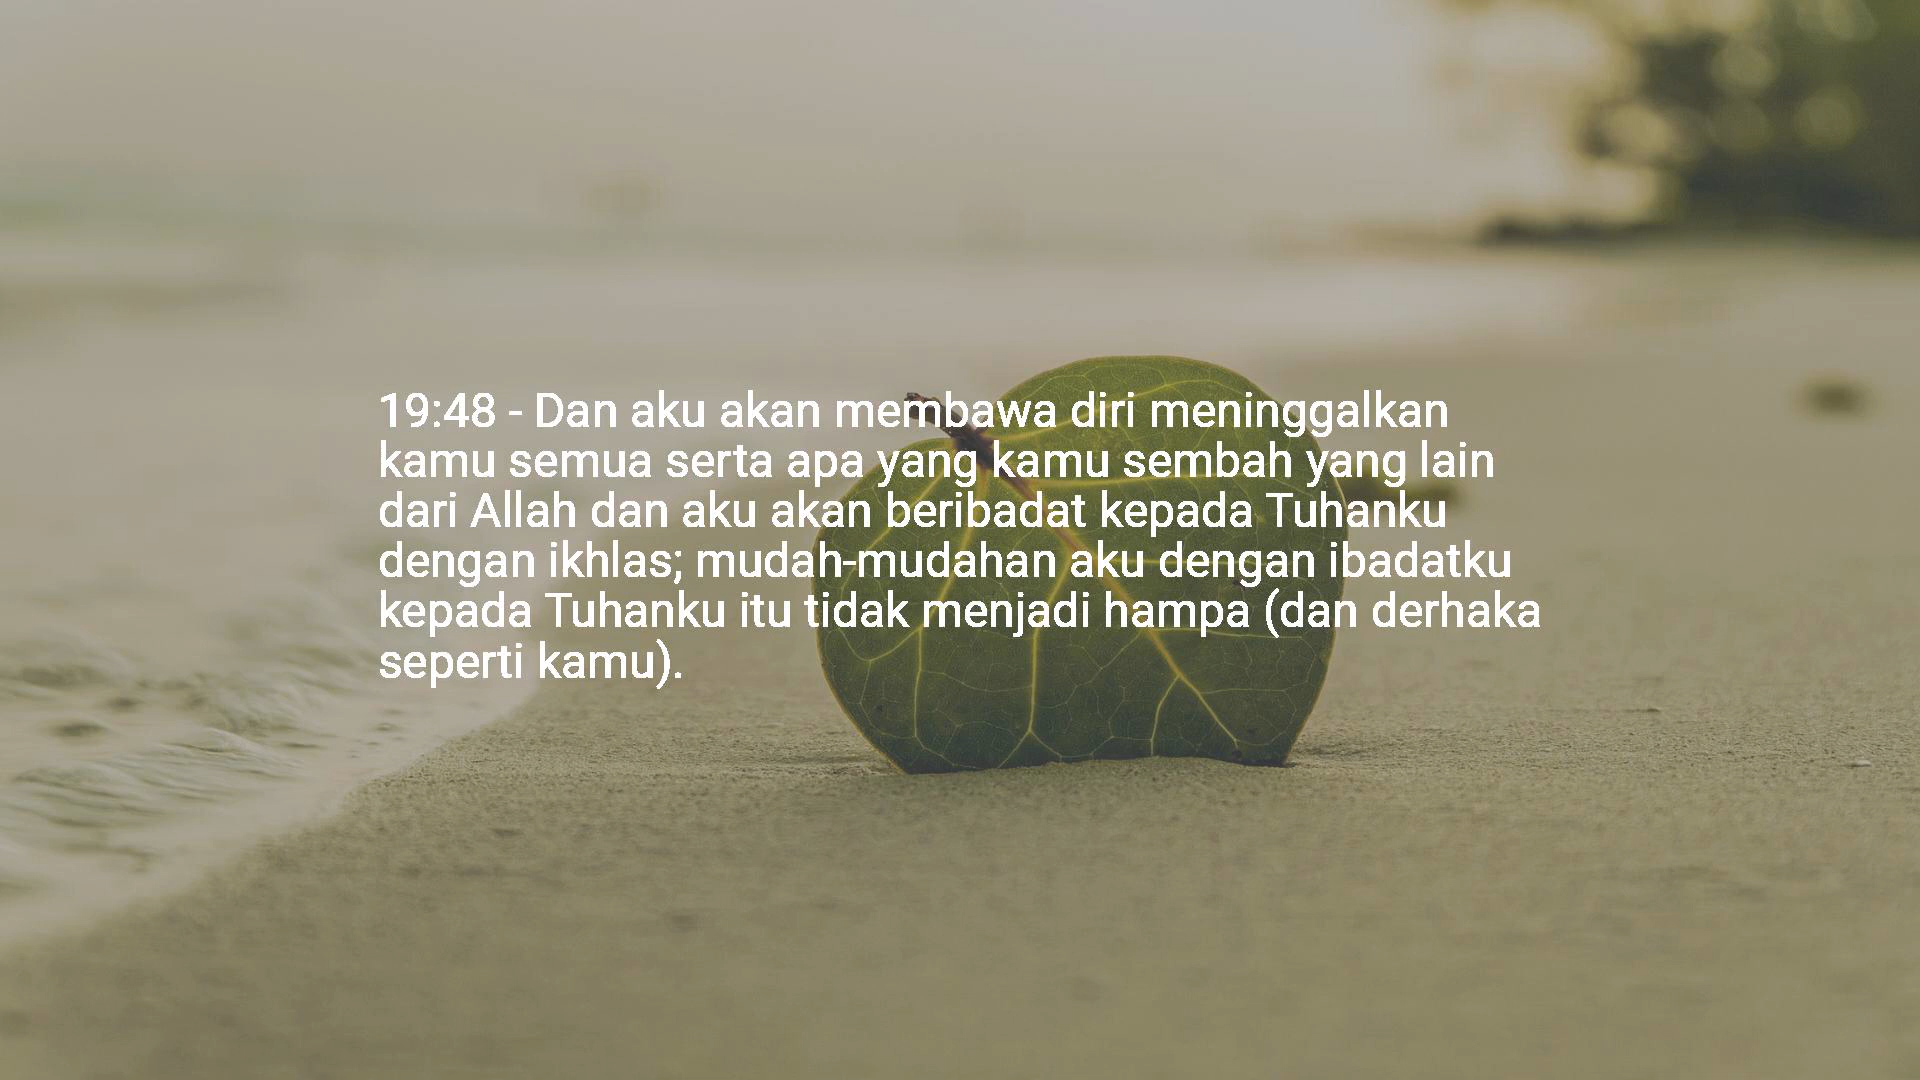 19:48 - Dan aku akan membawa diri meninggalkan
kamu semua serta apa yang kamu sembah yang lain
dari Allah dan aku akan beribadat kepada Tuhanku
dengan ikhlas; mudah-mudahan aku dengan ibadatku
kepada Tuhanku itu tidak menjadi hampa (dan derhaka
seperti kamu).